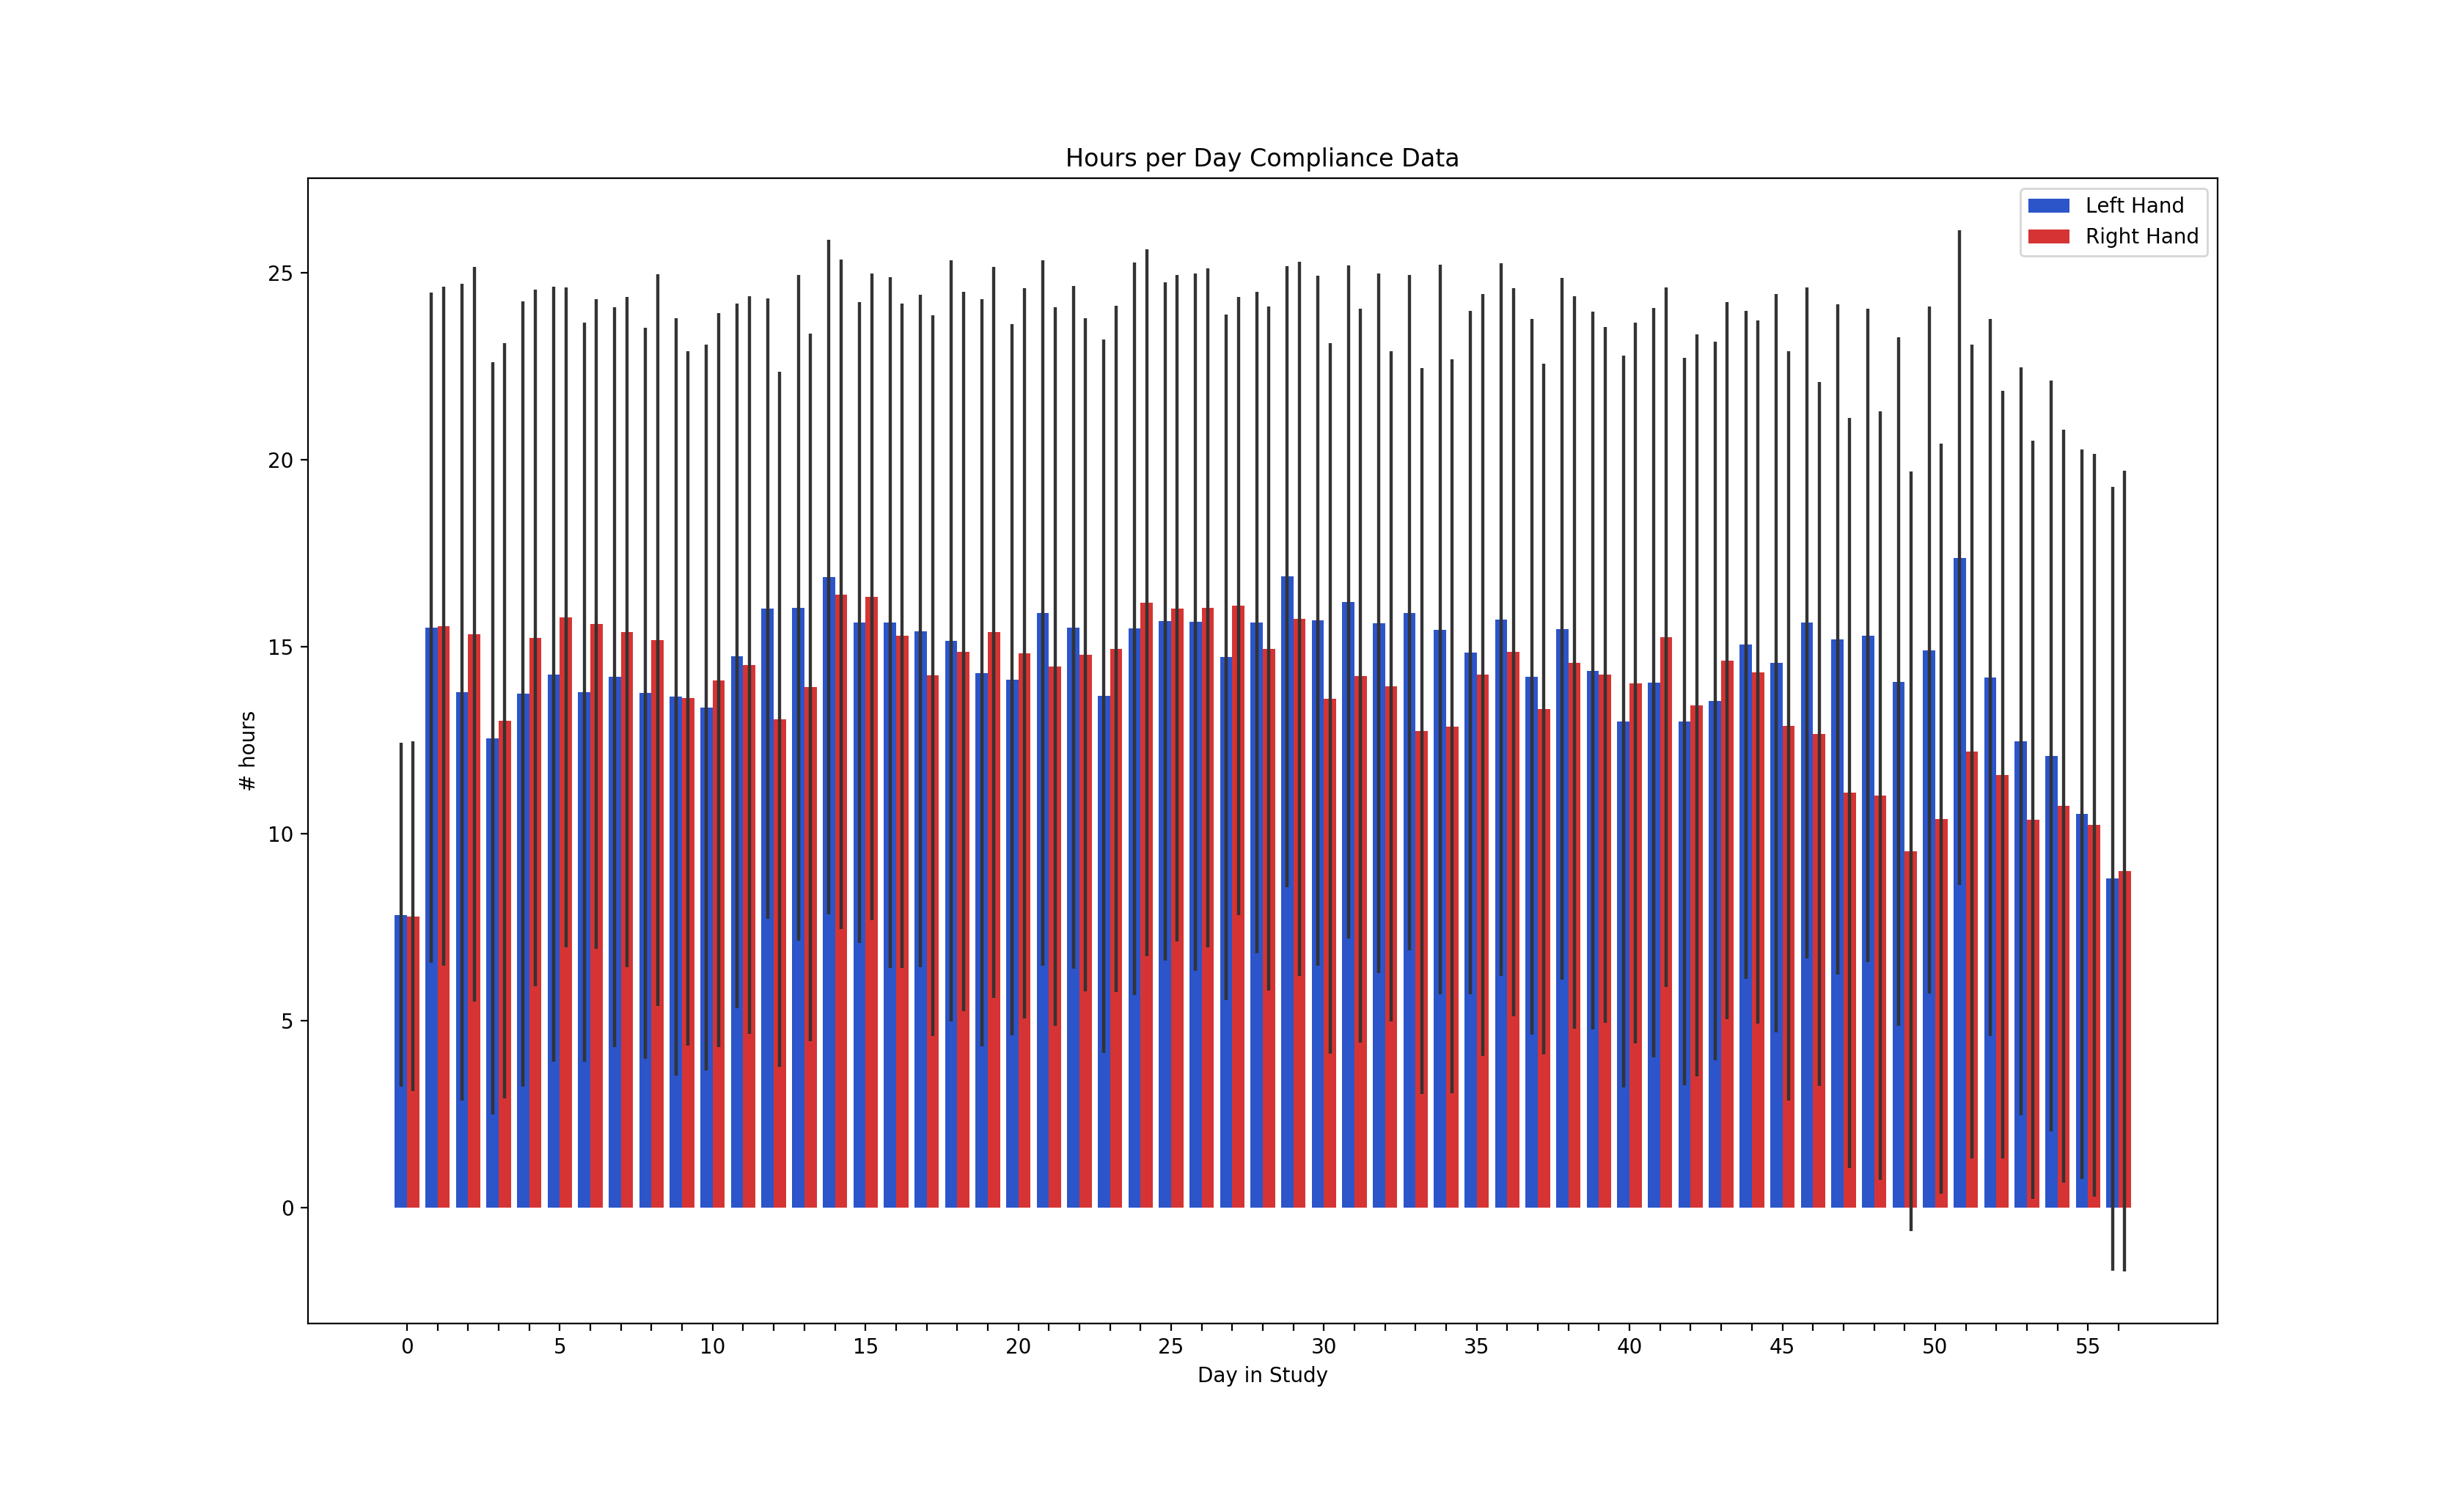 Hours per Day Compliance Data
Left Hand
Right Hand
# hours
25
20
15
10
5
0
0 5 10 15 20 25 30 35 40 45 50 55
Day in Study